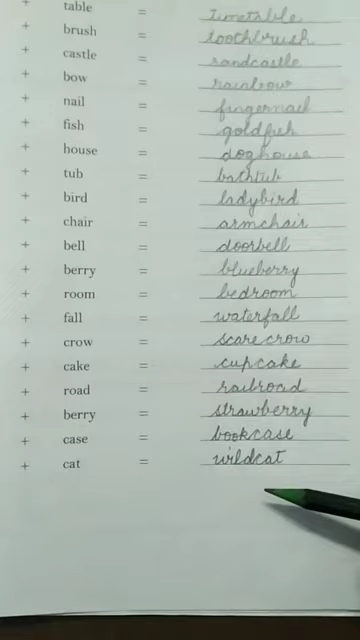 + table = timetable
+ brush = toothbrush
+ castle = sandcastle
+ bow = rainbow
+ nail = fingernail
+ fish = goldfish
+ house = doghouse
+ tub = bathtub
+ bird = ladybird
+ chair = armchair
+ bell = doorbell
+ berry = blueberry
+ room = bedroom
+ fall = waterfall
+ crow = scarecrow
+ cake = cupcake
+ road = railroad
+ berry = strawberry
+ case = bookcase
+ cat = wildcat